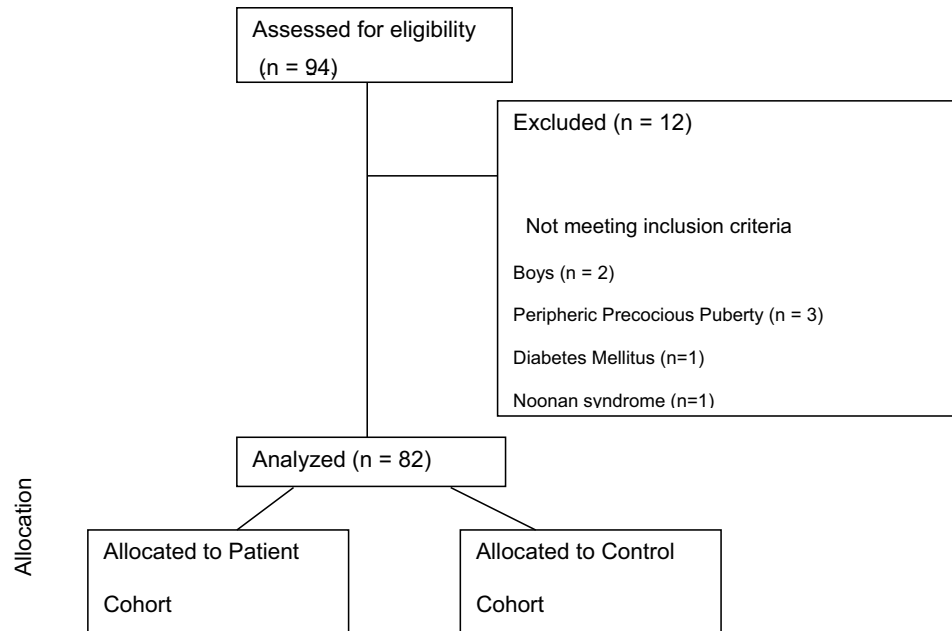 Assessed for eligibility
(n = 94)
Excluded (n = 12)
Not meeting inclusion criteria
Boys (n = 2)
Peripheric Precocious Puberty (n = 3)
Diabetes Mellitus (n=1)
Noonan syndrome (n=1)
Analyzed (n = 82)
Allocation
Allocated to Patient
Cohort
Allocated to Control
Cohort